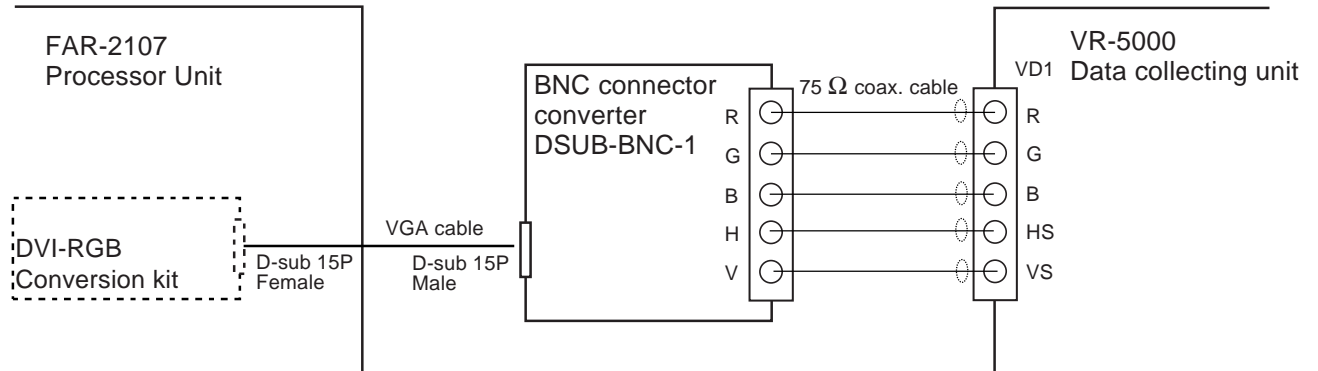 FAR-2107
Processor Unit
DVI-RGB
Conversion kit
VGA cable
D-sub 15P
Female
D-sub 15P
Male
BNC connector
converter
DSUB-BNC-1
R
G
B
H
V
75 Ω coax. cable
VR-5000
VD1 Data collecting unit
R
G
B
HS
VS